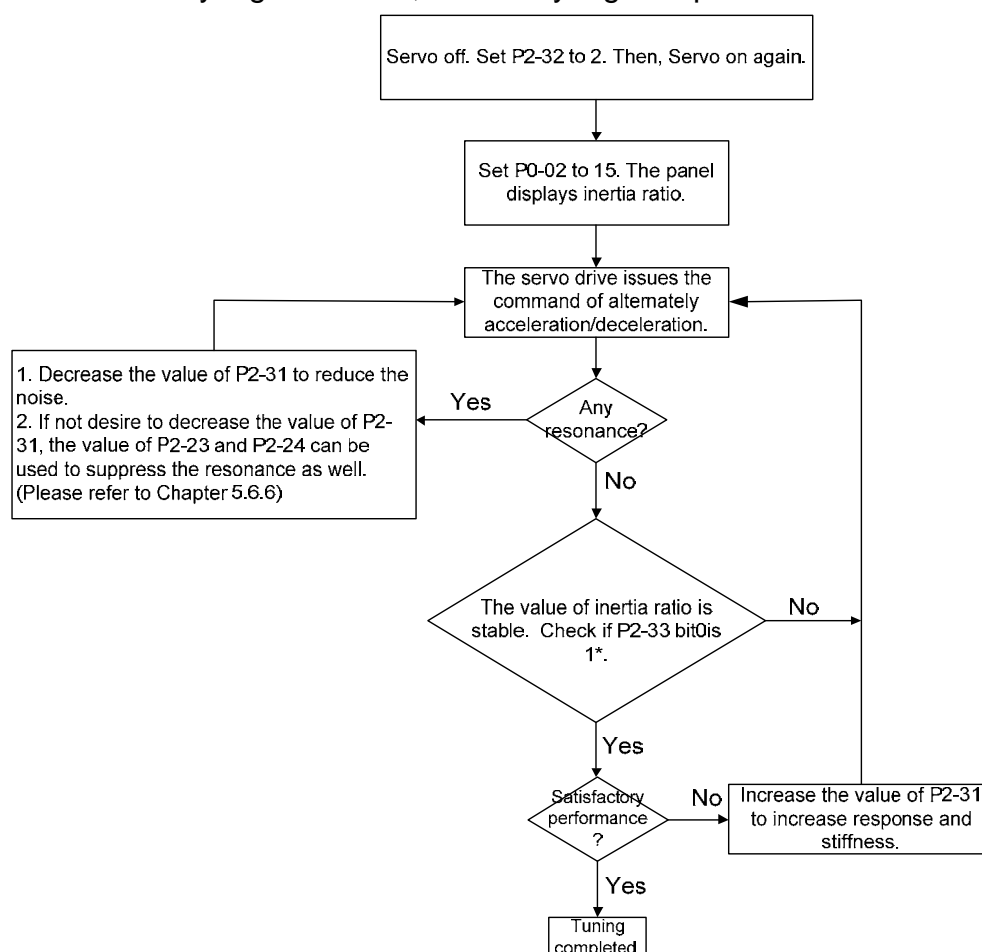 Servo off. Set P2-32 to 2. Then, Servo on again.
Set P0-02 to 15. The panel
displays inertia ratio.
The servo drive issues the
command of alternately
acceleration/deceleration.
1. Decrease the value of P2-31 to reduce the
noise.
2. If not desire to decrease the value of P2-
31, the value of P2-23 and P2-24 can be
used to suppress the resonance as well.
(Please refer to Chapter 5.6.6)
Yes
Any
resonance?
No
The value of inertia ratio is
stable. Check if P2-33 bit0is
1*.
No
Yes
Satisfactory
performance
?
No
Increase the value of P2-31
to increase response and
stiffness.
Yes
Tuning
completed